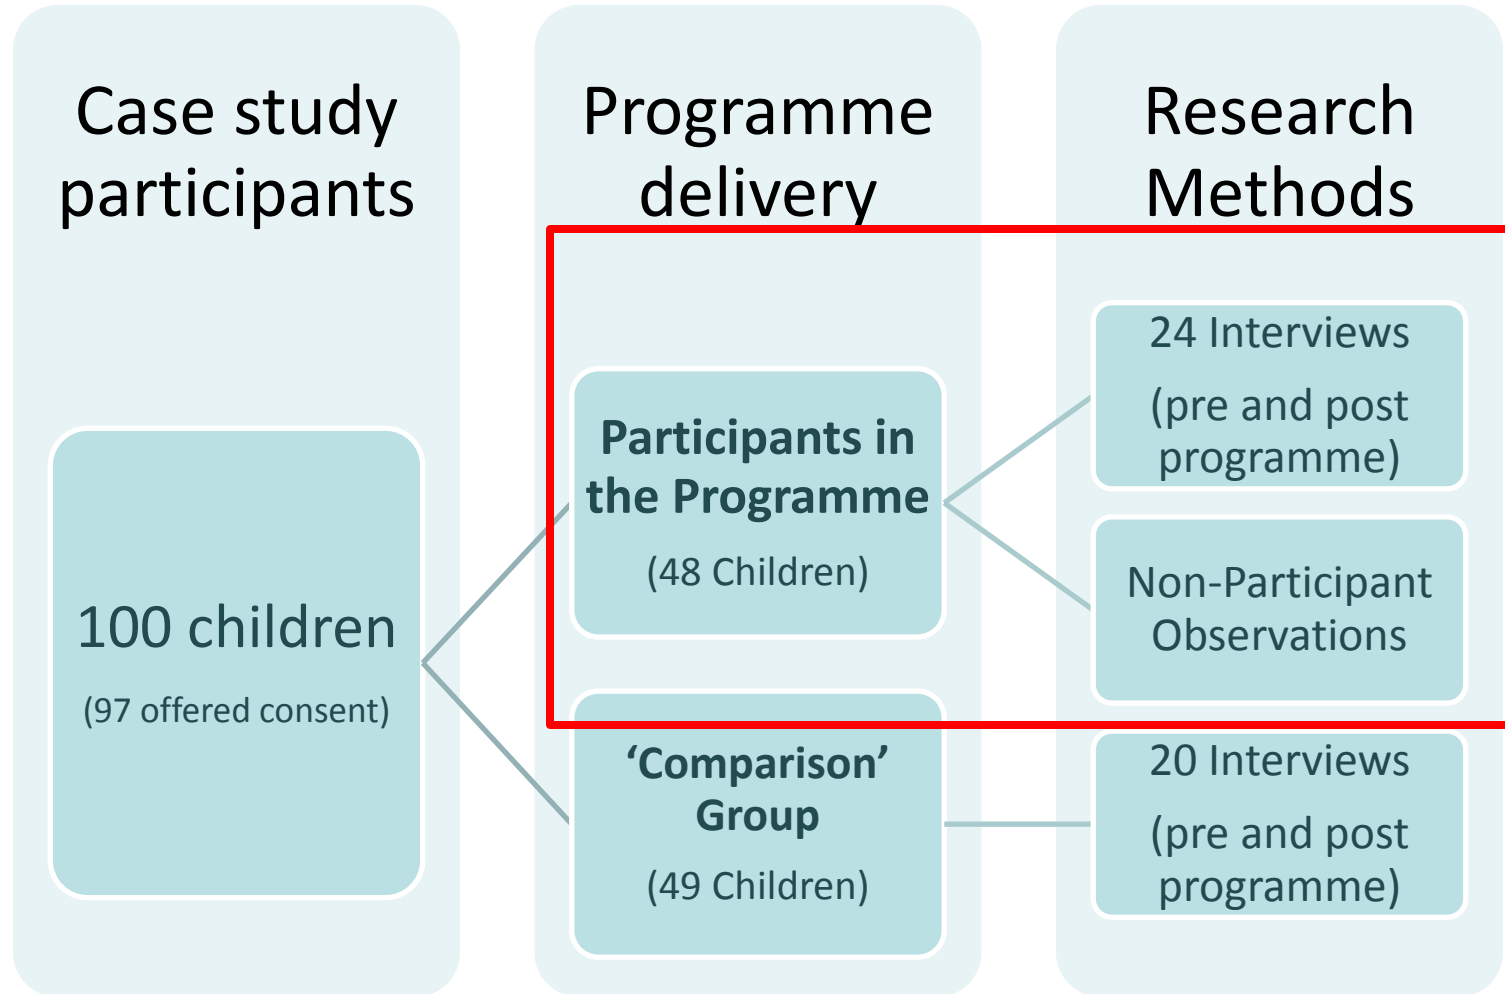 Case study
participants
100 children
(97 offered consent)
Programme
delivery
Participants in
the Programme
(48 Children)
‘Comparison’
Group
(49 Children)
Research
Methods
24 Interviews
(pre and post
programme)
Non-Participant
Observations
20 Interviews
(pre and post
programme)